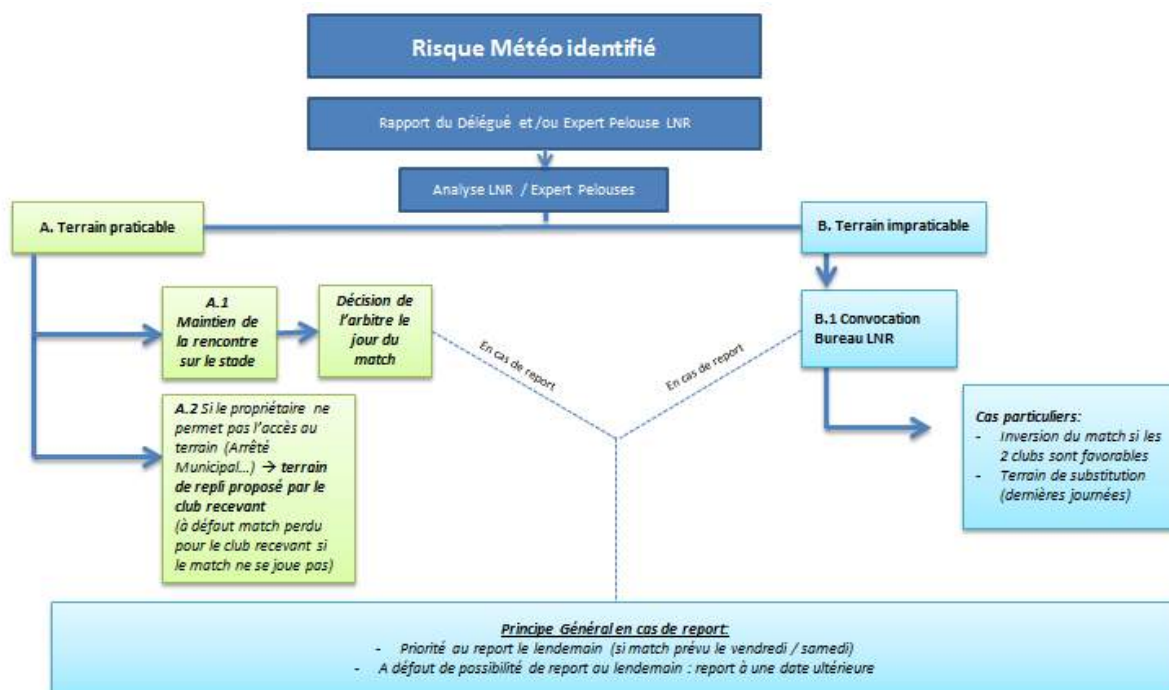 Risque Météo identifié
Rapport du Délégué et/ou Expert Pelouse LNR
Analyse LNR / Expert Pelouses
A. Terrain praticable
B. Terrain impraticable
A.1
Maintien de
la rencontre
sur le stade
Décision de
l'arbitre le
jour du
match
En cas de report
En cas de report
B.1 Convocation
Bureau LNR
A.2 Si le propriétaire ne
permet pas l'accès au
terrain (Arrêté
Municipal...) → terrain
de repli proposé par le
club recevant
(à défaut match perdu
pour le club recevant si
le match ne se joue pas)
Cas particuliers:
- Inversion du match si les
2 clubs sont favorables
- Terrain de substitution
(dernières journées)
Principe Général en cas de report:
- Priorité au report le lendemain (si match prévu le vendredi / samedi)
- A défaut de possibilité de report au lendemain : report à une date ultérieure